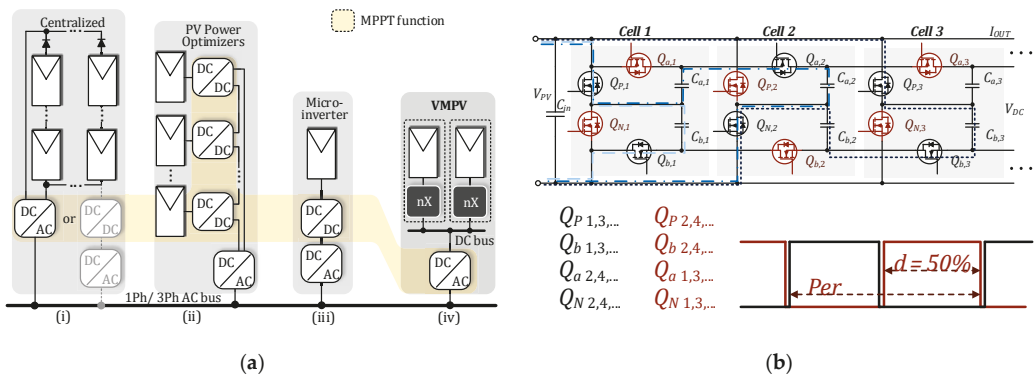 MPPT function
Centralized
PV Power
Optimizers
Micro-
inverter
VMPV
DC
DC
DC
DC
DC
DC
nX
nX
DC
AC
or
DC
DC
DC
AC
DC
AC
DC
DC
DC
AC
DC bus
DC
AC
1Ph/ 3Ph AC bus
(i)
(ii)
(iii)
(iv)
(a)
Cell 1
Cell 2
Cell 3
I_OUT
Q_a,1
Q_a,2
Q_a,3
Q_P,1
C_a,1
Q_P,2
C_a,2
Q_P,3
C_a,3
V_PV
C_in
V_DC
Q_N,1
C_b,1
Q_N,2
C_b,2
Q_N,3
C_b,3
Q_b,1
Q_b,2
Q_b,3
Q_P 1,3,... Q_P 2,4,...
Q_b 1,3,... Q_b 2,4,...
Q_a 2,4,... Q_a 1,3,...
Q_N 2,4,... Q_N 1,3,...
d = 50%
Per
(b)